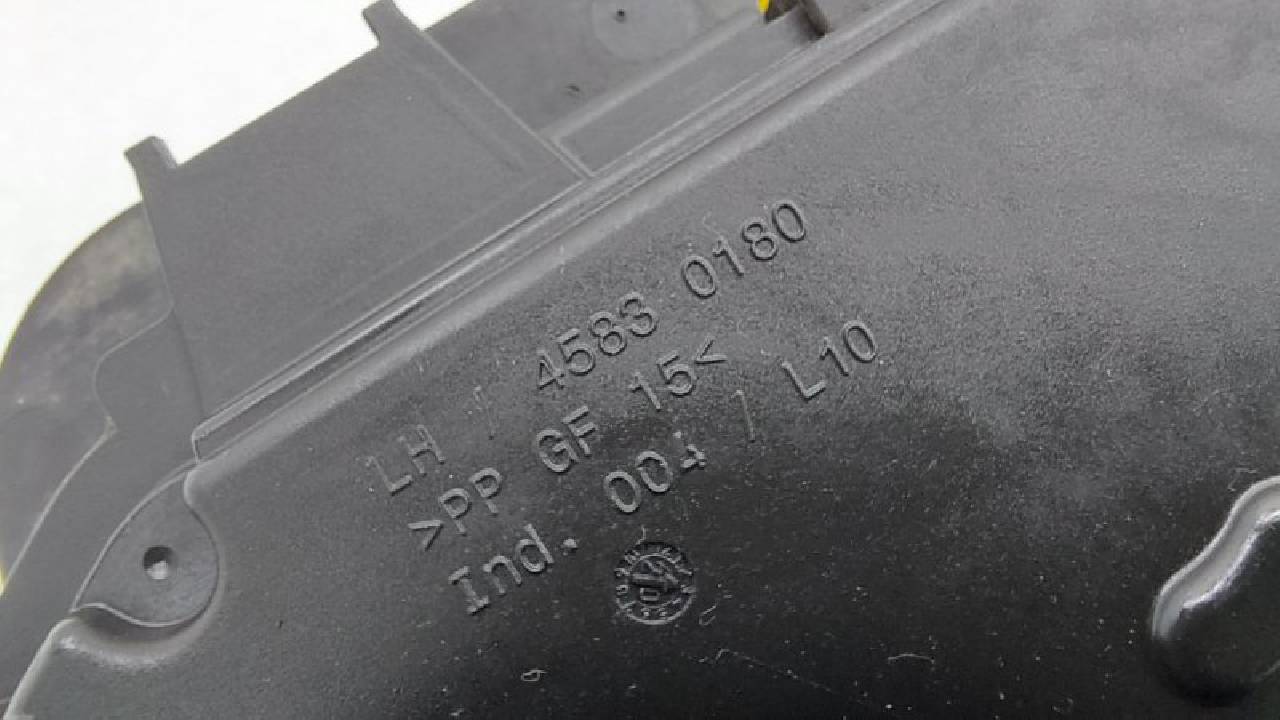 LH / 4583 0180
>PP GF 15<
Ind. 004 / L10